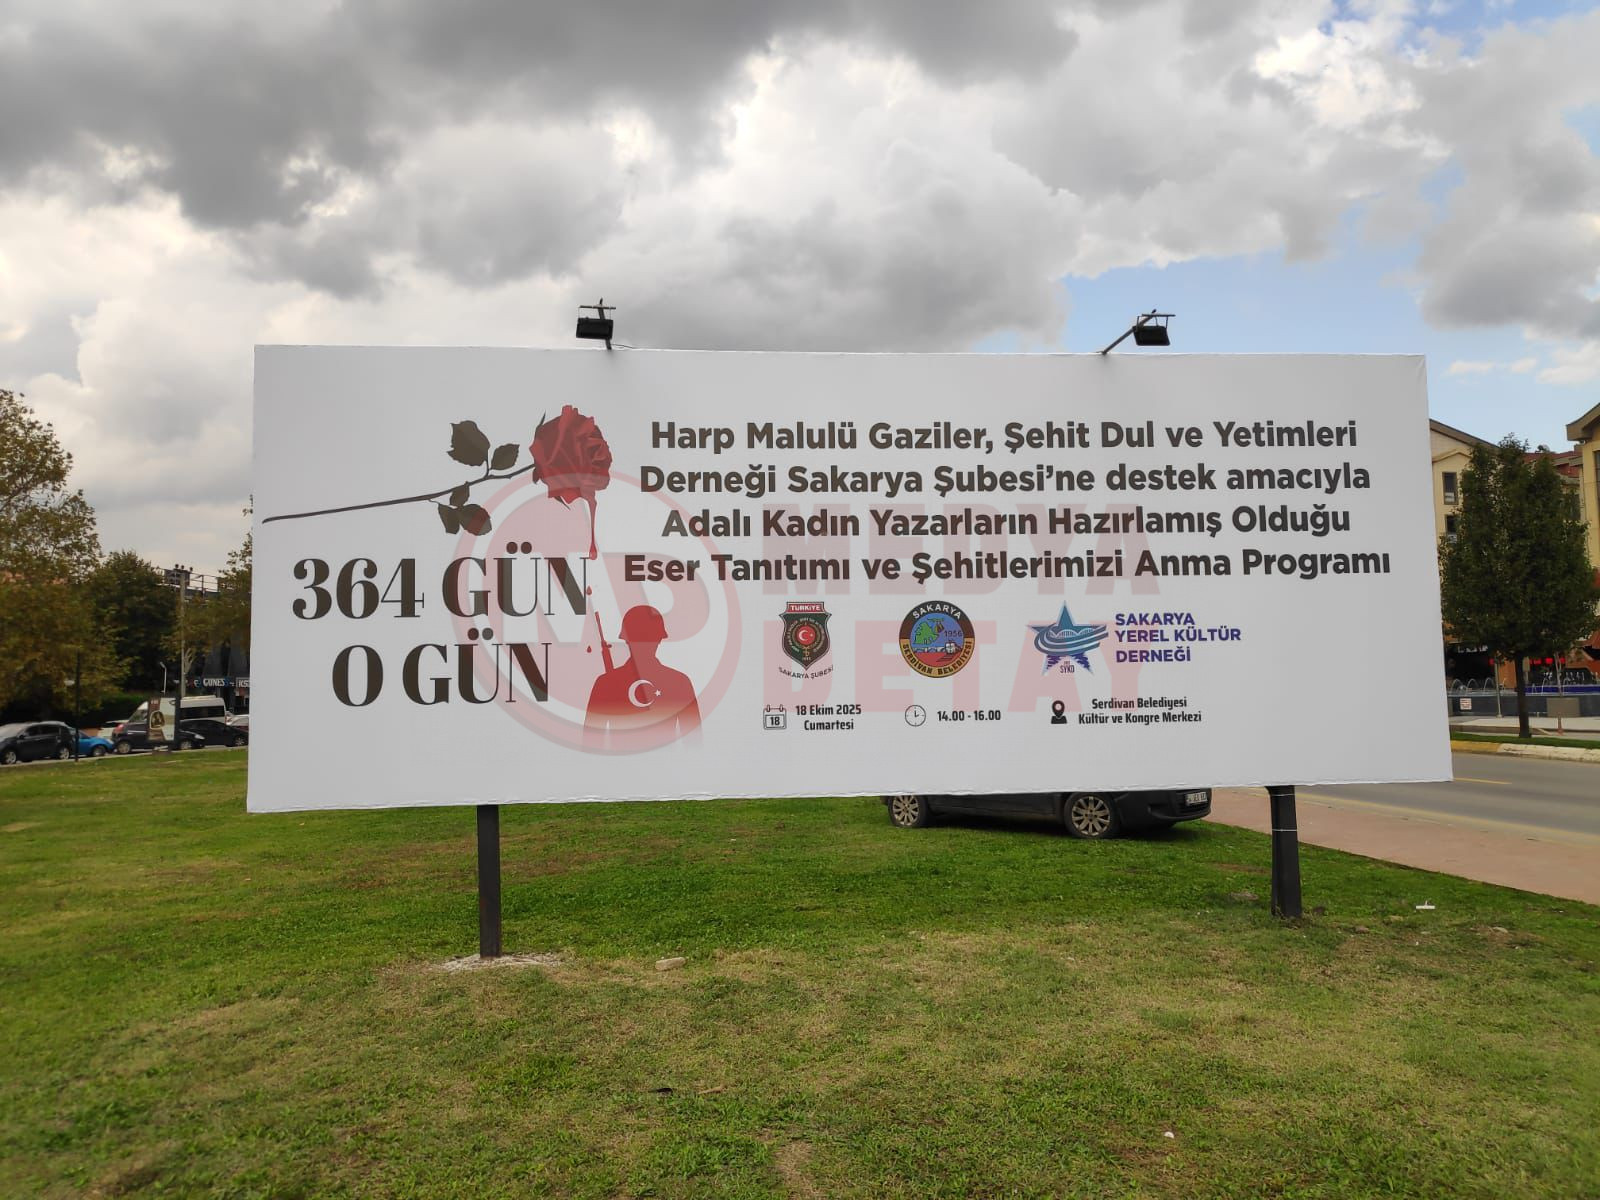 364 GÜN
0 GÜN
Harp Malulü Gaziler, Şehit Dul ve Yetimleri
Derneği Sakarya Şubesi'ne destek amacıyla
Adalı Kadın Yazarların Hazırlamış Olduğu
Eser Tanıtımı ve Şehitlerimizi Anma Programı
TÜRKİYE
SAKARYA ŞUBESİ
SAKARYA
1956
SERDİVAN BELEDİYESİ
SYKD
SAKARYA
YEREL KÜLTÜR
DERNEĞİ
18
18 Ekim 2025
Cumartesi
14.00 - 16.00
Serdivan Belediyesi
Kültür ve Kongre Merkezi
MEDYA
DETAY
GÜNEŞ